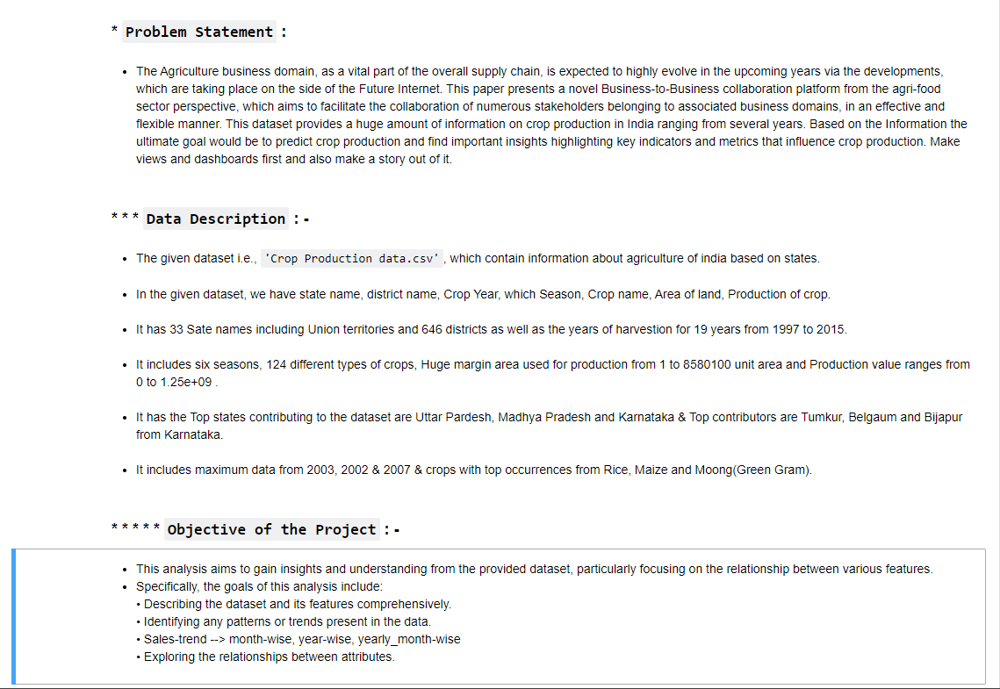 * Problem Statement :
• The Agriculture business domain, as a vital part of the overall supply chain, is expected to highly evolve in the upcoming years via the developments,
which are taking place on the side of the Future Internet. This paper presents a novel Business-to-Business collaboration platform from the agri-food
sector perspective, which aims to facilitate the collaboration of numerous stakeholders belonging to associated business domains, in an effective and
flexible manner. This dataset provides a huge amount of information on crop production in India ranging from several years. Based on the Information the
ultimate goal would be to predict crop production and find important insights highlighting key indicators and metrics that influence crop production. Make
views and dashboards first and also make a story out of it.
* * * Data Description :-
• The given dataset i.e., 'Crop Production data.csv' , which contain information about agriculture of india based on states.
• In the given dataset, we have state name, district name, Crop Year, which Season, Crop name, Area of land, Production of crop.
• It has 33 Sate names including Union territories and 646 districts as well as the years of harvestion for 19 years from 1997 to 2015.
• It includes six seasons, 124 different types of crops, Huge margin area used for production from 1 to 8580100 unit area and Production value ranges from
0 to 1.25e+09 .
• It has the Top states contributing to the dataset are Uttar Pardesh, Madhya Pradesh and Karnataka & Top contributors are Tumkur, Belgaum and Bijapur
from Karnataka.
• It includes maximum data from 2003, 2002 & 2007 & crops with top occurrences from Rice, Maize and Moong(Green Gram).
* * * * * Objective of the Project :-
• This analysis aims to gain insights and understanding from the provided dataset, particularly focusing on the relationship between various features.
• Specifically, the goals of this analysis include:
• Describing the dataset and its features comprehensively.
• Identifying any patterns or trends present in the data.
• Sales-trend --> month-wise, year-wise, yearly_month-wise
• Exploring the relationships between attributes.